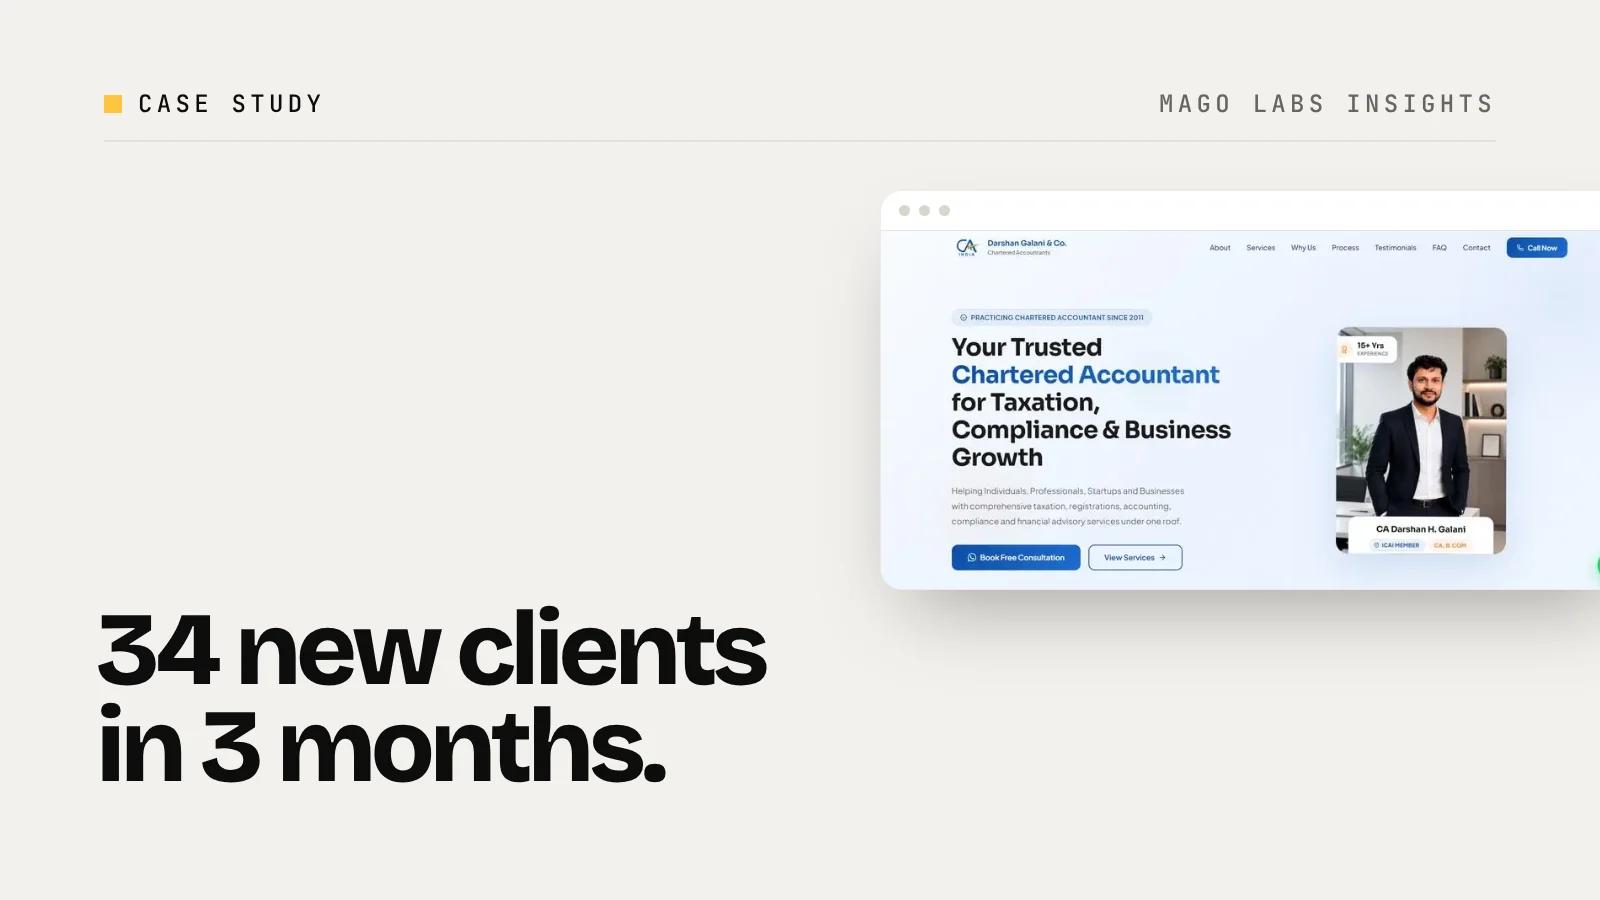 CASE STUDY
MAGO LABS INSIGHTS
CA
INDIA
Darshan Galani & Co.
Chartered Accountants
About
Services
Why Us
Process
Testimonials
FAQ
Contact
Call Now
PRACTICING CHARTERED ACCOUNTANT SINCE 2011
Your Trusted
Chartered Accountant
for Taxation,
Compliance & Business
Growth
Helping Individuals, Professionals, Startups and Businesses
with comprehensive taxation, registrations, accounting,
compliance and financial advisory services under one roof.
Book Free Consultation
View Services →
15+ Yrs
EXPERIENCE
CA Darshan H. Galani
ICAI MEMBER
CA, B.COM
34 new clients
in 3 months.